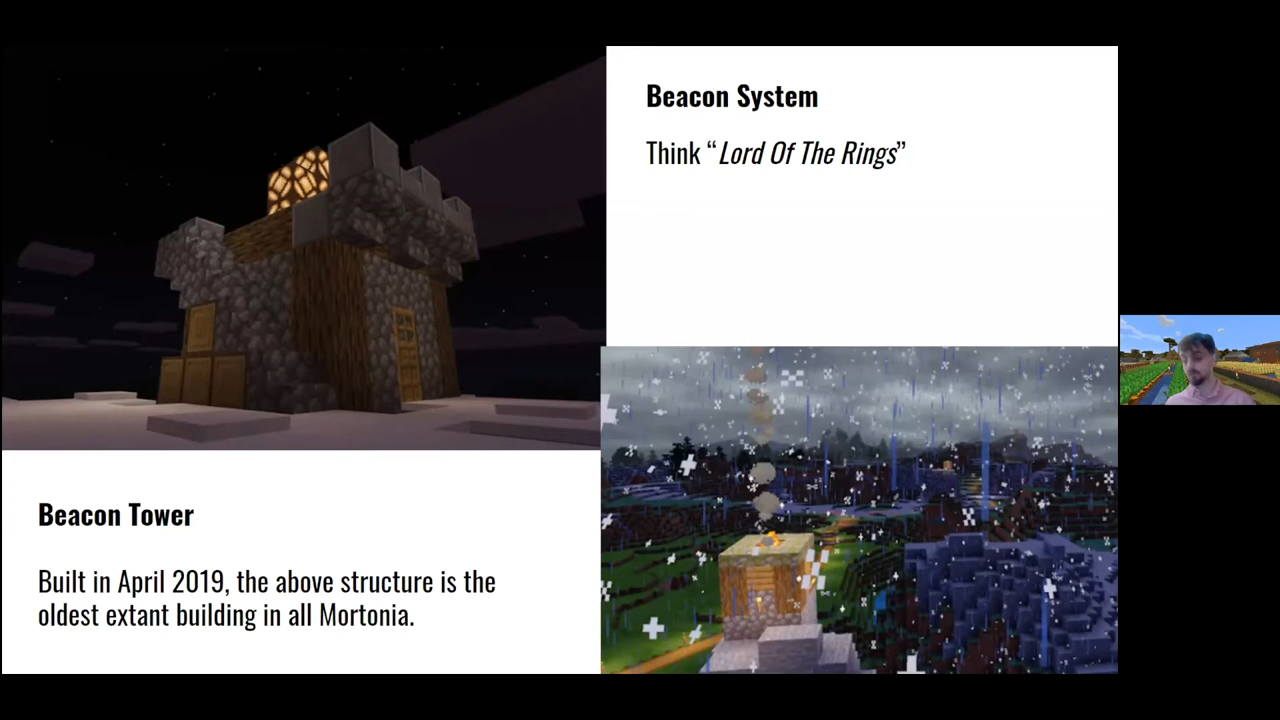 Beacon System
Think “Lord Of The Rings”
Beacon Tower
Built in April 2019, the above structure is the
oldest extant building in all Mortonia.